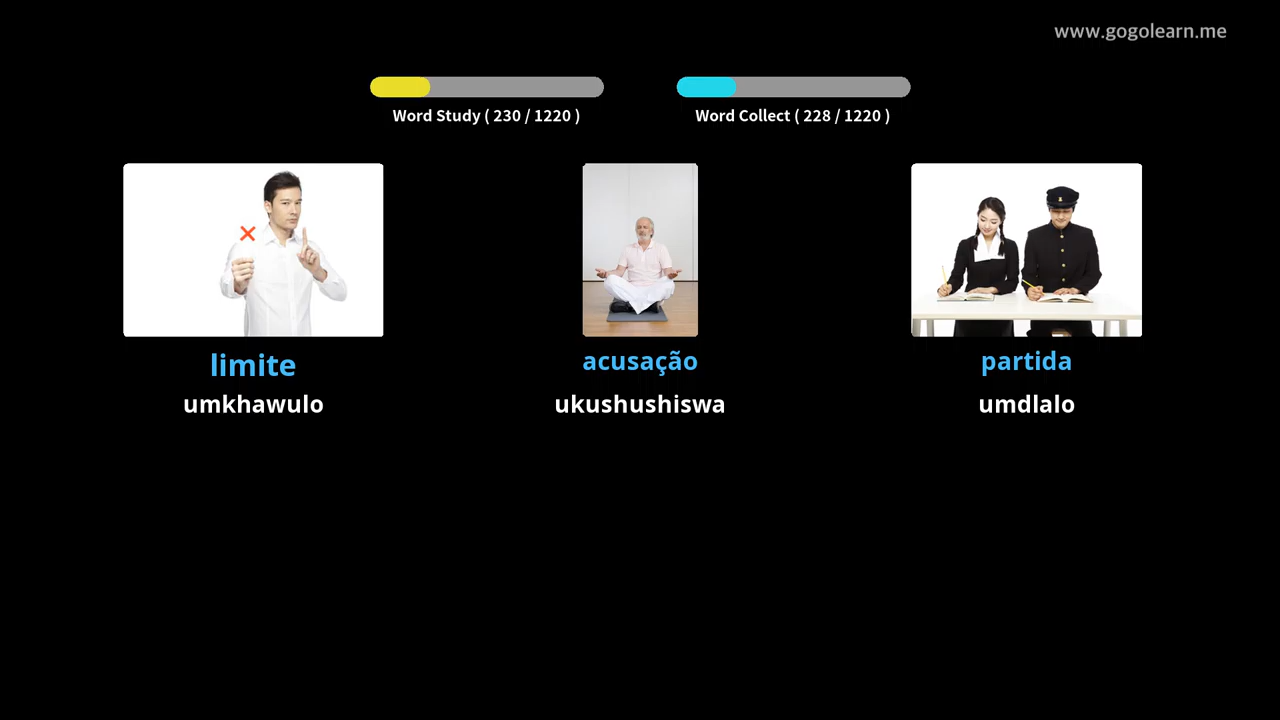 www.gogolearn.me
Word Study ( 230 / 1220 )
Word Collect ( 228 / 1220 )
limite
acusação
partida
umkhawulo
ukushushiswa
umdlalo